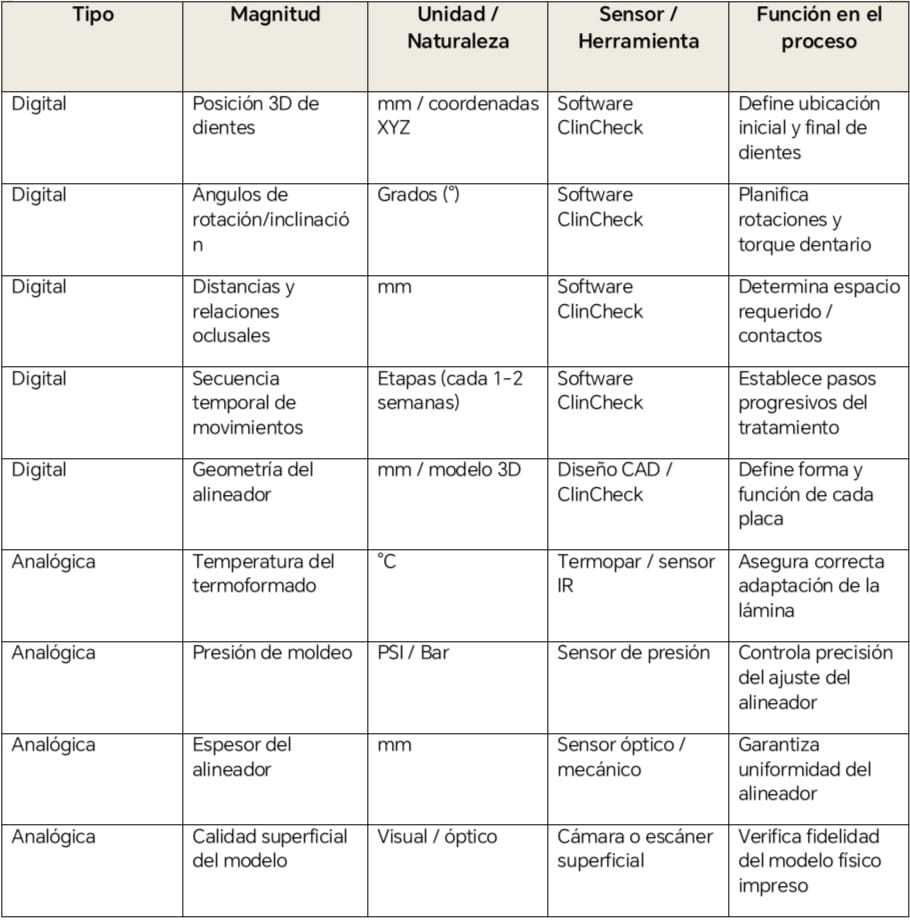 Tipo
Magnitud
Unidad /
Naturaleza
Sensor /
Herramienta
Función en el
proceso
Digital
Posición 3D de
dientes
mm / coordenadas
XYZ
Software
ClinCheck
Define ubicación
inicial y final de
dientes
Digital
Ángulos de
rotación/inclinació
n
Grados (°)
Software
ClinCheck
Planifica
rotaciones y
torque dentario
Digital
Distancias y
relaciones
oclusales
mm
Software
ClinCheck
Determina espacio
requerido /
contactos
Digital
Secuencia
temporal de
movimientos
Etapas (cada 1–2
semanas)
Software
ClinCheck
Establece pasos
progresivos del
tratamiento
Digital
Geometría del
alineador
mm / modelo 3D
Diseño CAD /
ClinCheck
Define forma y
función de cada
placa
Analógica
Temperatura del
termoformado
°C
Termopar / sensor
IR
Asegura correcta
adaptación de la
lámina
Analógica
Presión de moldeo
PSI / Bar
Sensor de presión
Controla precisión
del ajuste del
alineador
Analógica
Espesor del
alineador
mm
Sensor óptico /
mecánico
Garantiza
uniformidad del
alineador
Analógica
Calidad superficial
del modelo
Visual / óptico
Cámara o escáner
superficial
Verifica fidelidad
del modelo físico
impreso